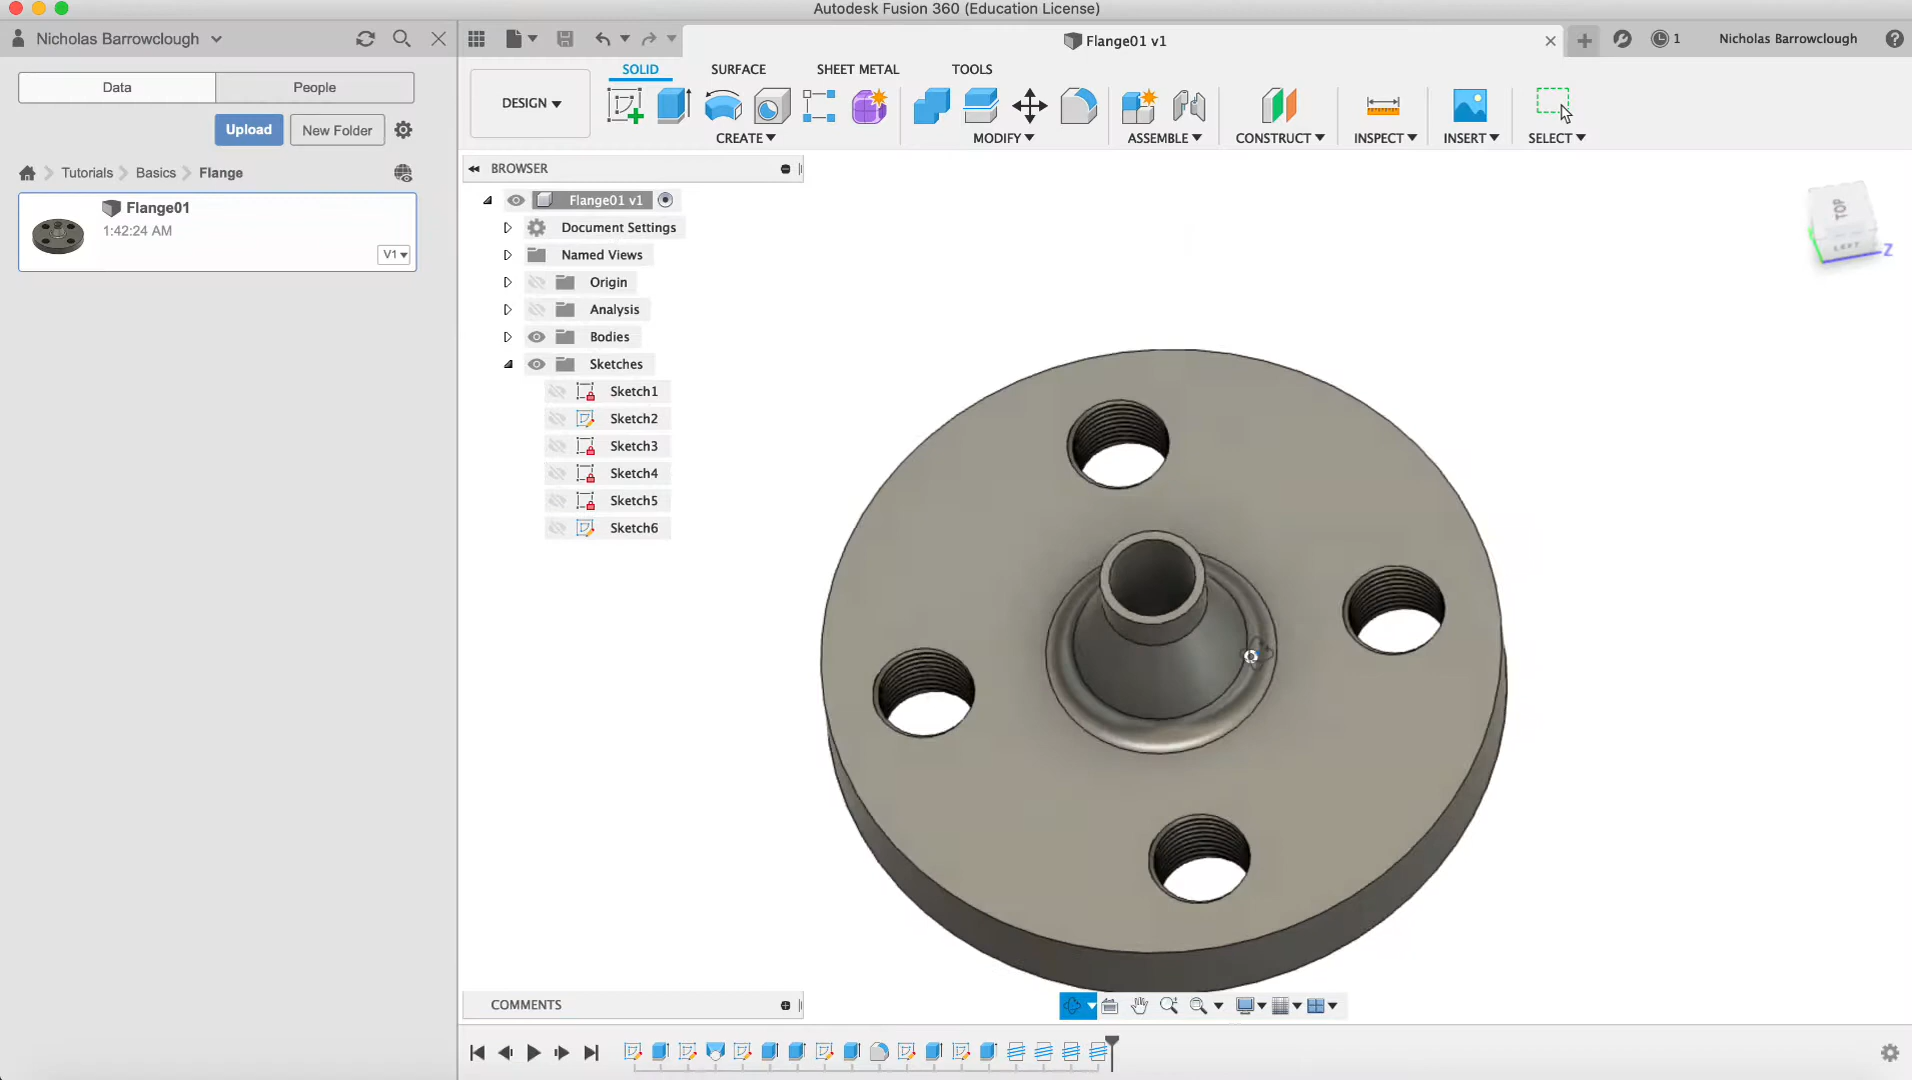 Autodesk Fusion 360 (Education License)
Nicholas Barrowclough
Flange01 v1
1
Nicholas Barrowclough
Data
People
SOLID
SURFACE
SHEET METAL
TOOLS
DESIGN
Upload
New Folder
CREATE
MODIFY
ASSEMBLE
CONSTRUCT
INSPECT
INSERT
SELECT
Tutorials
Basics
Flange
BROWSER
Flange01
1:42:24 AM
V1
Flange01 v1
Document Settings
Named Views
Origin
Analysis
Bodies
Sketches
Sketch1
Sketch2
Sketch3
Sketch4
Sketch5
Sketch6
TOP
LEFT
Z
COMMENTS